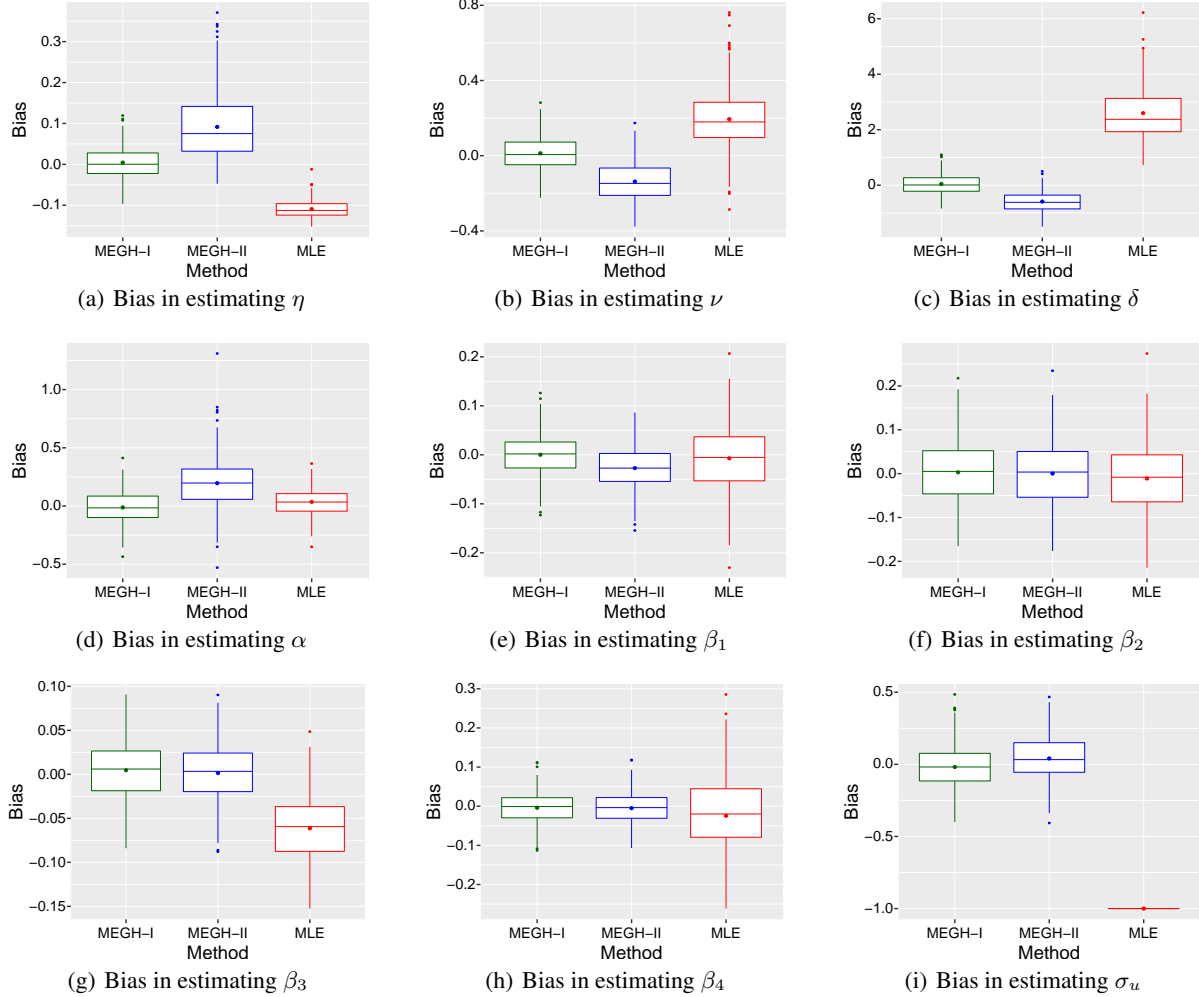 Bias
0.3
0.2
0.1
0.0
−0.1
MEGH−I MEGH−II MLE
Method
(a) Bias in estimating η
Bias
0.8
0.4
0.0
−0.4
MEGH−I MEGH−II MLE
Method
(b) Bias in estimating ν
Bias
6
4
2
0
MEGH−I MEGH−II MLE
Method
(c) Bias in estimating δ
Bias
1.0
0.5
0.0
−0.5
MEGH−I MEGH−II MLE
Method
(d) Bias in estimating α
Bias
0.2
0.1
0.0
−0.1
−0.2
MEGH−I MEGH−II MLE
Method
(e) Bias in estimating β₁
Bias
0.2
0.1
0.0
−0.1
−0.2
MEGH−I MEGH−II MLE
Method
(f) Bias in estimating β₂
Bias
0.10
0.05
0.00
−0.05
−0.10
−0.15
MEGH−I MEGH−II MLE
Method
(g) Bias in estimating β₃
Bias
0.3
0.2
0.1
0.0
−0.1
−0.2
MEGH−I MEGH−II MLE
Method
(h) Bias in estimating β₄
Bias
0.5
0.0
−0.5
−1.0
MEGH−I MEGH−II MLE
Method
(i) Bias in estimating σᵤ